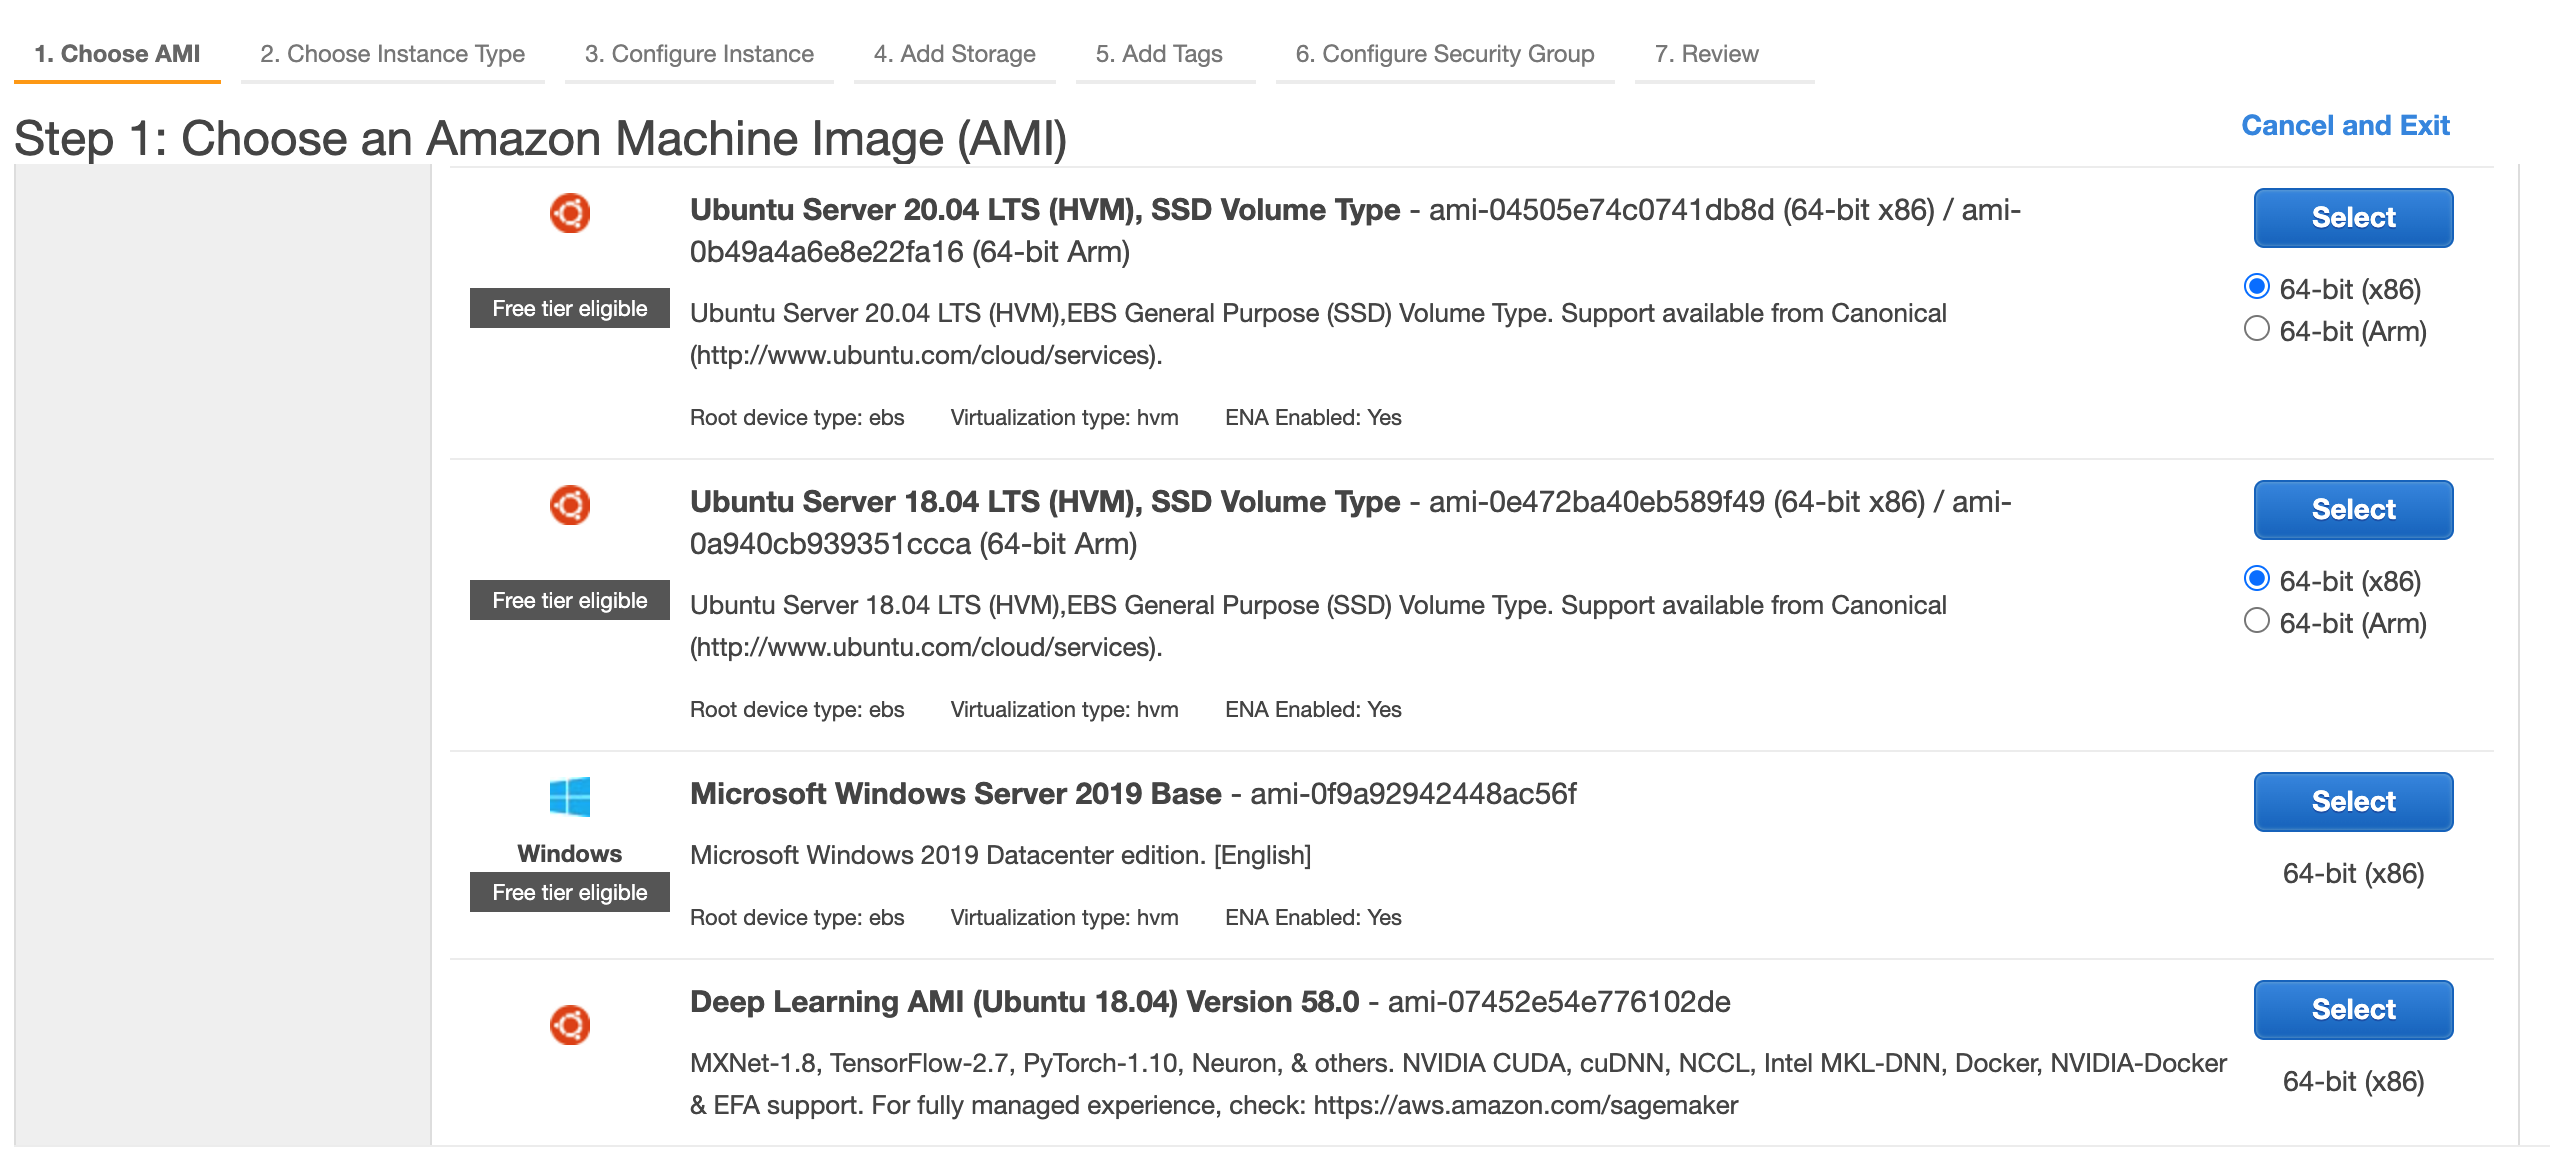 1. Choose AMI
2. Choose Instance Type
3. Configure Instance
4. Add Storage
5. Add Tags
6. Configure Security Group
7. Review
Step 1: Choose an Amazon Machine Image (AMI)
Cancel and Exit
Ubuntu Server 20.04 LTS (HVM), SSD Volume Type - ami-04505e74c0741db8d (64-bit x86) / ami-
0b49a4a6e8e22fa16 (64-bit Arm)
Free tier eligible
Ubuntu Server 20.04 LTS (HVM),EBS General Purpose (SSD) Volume Type. Support available from Canonical
(http://www.ubuntu.com/cloud/services).
Root device type: ebs
Virtualization type: hvm
ENA Enabled: Yes
Select
64-bit (x86)
64-bit (Arm)
Ubuntu Server 18.04 LTS (HVM), SSD Volume Type - ami-0e472ba40eb589f49 (64-bit x86) / ami-
0a940cb939351ccca (64-bit Arm)
Free tier eligible
Ubuntu Server 18.04 LTS (HVM),EBS General Purpose (SSD) Volume Type. Support available from Canonical
(http://www.ubuntu.com/cloud/services).
Root device type: ebs
Virtualization type: hvm
ENA Enabled: Yes
Select
64-bit (x86)
64-bit (Arm)
Microsoft Windows Server 2019 Base - ami-0f9a92942448ac56f
Windows
Free tier eligible
Microsoft Windows 2019 Datacenter edition. [English]
Root device type: ebs
Virtualization type: hvm
ENA Enabled: Yes
Select
64-bit (x86)
Deep Learning AMI (Ubuntu 18.04) Version 58.0 - ami-07452e54e776102de
MXNet-1.8, TensorFlow-2.7, PyTorch-1.10, Neuron, & others. NVIDIA CUDA, cuDNN, NCCL, Intel MKL-DNN, Docker, NVIDIA-Docker
& EFA support. For fully managed experience, check: https://aws.amazon.com/sagemaker
Select
64-bit (x86)